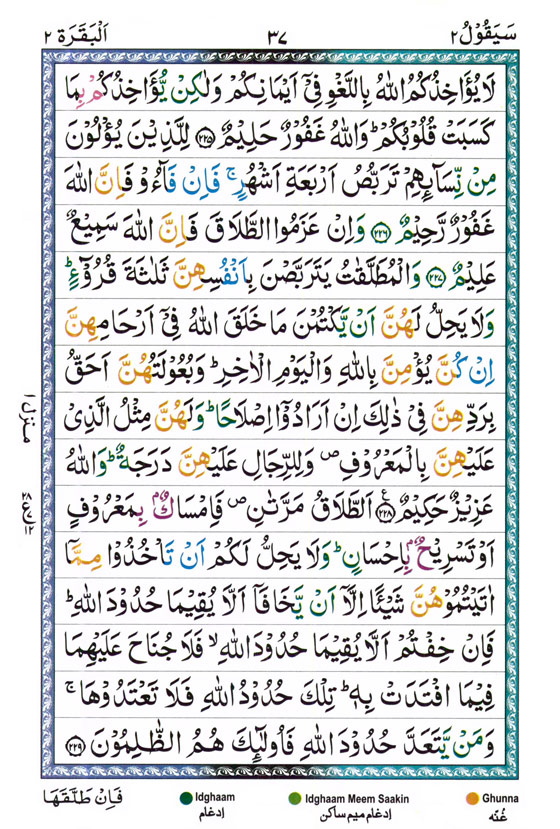 سَيَقُوْلُ ٢
٣٧
اَلْبَقَرَة ٢
لَا يُؤَاخِذُكُمُ اللّٰهُ بِاللَّغْوِ فِىْٓ اَيْمَانِكُمْ وَلٰكِنْ يُّؤَاخِذُكُمْ بِمَا
كَسَبَتْ قُلُوْبُكُمْ ؕ وَاللّٰهُ غَفُوْرٌ حَلِيْمٌ ﴿٢٢٥﴾ لِلَّذِيْنَ يُؤْلُوْنَ
مِنْ نِّسَآئِهِمْ تَرَبُّصُ اَرْبَعَةِ اَشْهُرٍ ۚ فَاِنْ فَآءُوْ فَاِنَّ اللّٰهَ
غَفُوْرٌ رَّحِيْمٌ ﴿٢٢٦﴾ وَاِنْ عَزَمُوا الطَّلَاقَ فَاِنَّ اللّٰهَ سَمِيْعٌ
عَلِيْمٌ ﴿٢٢٧﴾ وَالْمُطَلَّقٰتُ يَتَرَبَّصْنَ بِاَنْفُسِهِنَّ ثَلٰثَةَ قُرُوْٓءٍ ؕ
وَلَا يَحِلُّ لَهُنَّ اَنْ يَّكْتُمْنَ مَا خَلَقَ اللّٰهُ فِىْٓ اَرْحَامِهِنَّ
اِنْ كُنَّ يُؤْمِنَّ بِاللّٰهِ وَالْيَوْمِ الْاٰخِرِ ؕ وَبُعُوْلَتُهُنَّ اَحَقُّ
بِرَدِّهِنَّ فِىْ ذٰلِكَ اِنْ اَرَادُوْٓا اِصْلَاحًا ؕ وَلَهُنَّ مِثْلُ الَّذِىْ
عَلَيْهِنَّ بِالْمَعْرُوْفِ ۖ وَلِلرِّجَالِ عَلَيْهِنَّ دَرَجَةٌ ؕ وَاللّٰهُ
عَزِيْزٌ حَكِيْمٌ ﴿٢٢٨﴾ ع اَلطَّلَاقُ مَرَّتٰنِ ۖ فَاِمْسَاكٌۢ بِمَعْرُوْفٍ
اَوْ تَسْرِيْحٌۢ بِاِحْسَانٍ ؕ وَلَا يَحِلُّ لَكُمْ اَنْ تَاْخُذُوْا مِمَّآ
اٰتَيْتُمُوْهُنَّ شَيْئًا اِلَّآ اَنْ يَّخَافَآ اَلَّا يُقِيْمَا حُدُوْدَ اللّٰهِ ؕ
فَاِنْ خِفْتُمْ اَلَّا يُقِيْمَا حُدُوْدَ اللّٰهِ ۙ فَلَا جُنَاحَ عَلَيْهِمَا
فِيْمَا افْتَدَتْ بِهٖ ؕ تِلْكَ حُدُوْدُ اللّٰهِ فَلَا تَعْتَدُوْهَا ۚ
وَمَنْ يَّتَعَدَّ حُدُوْدَ اللّٰهِ فَاُولٰٓئِكَ هُمُ الظّٰلِمُوْنَ ﴿٢٢٩﴾
منزل ١
فَاِنْ طَلَّقَهَا
Idghaam
ادغام
Idghaam Meem Saakin
ادغام میم ساکن
Ghunna
غُنّه